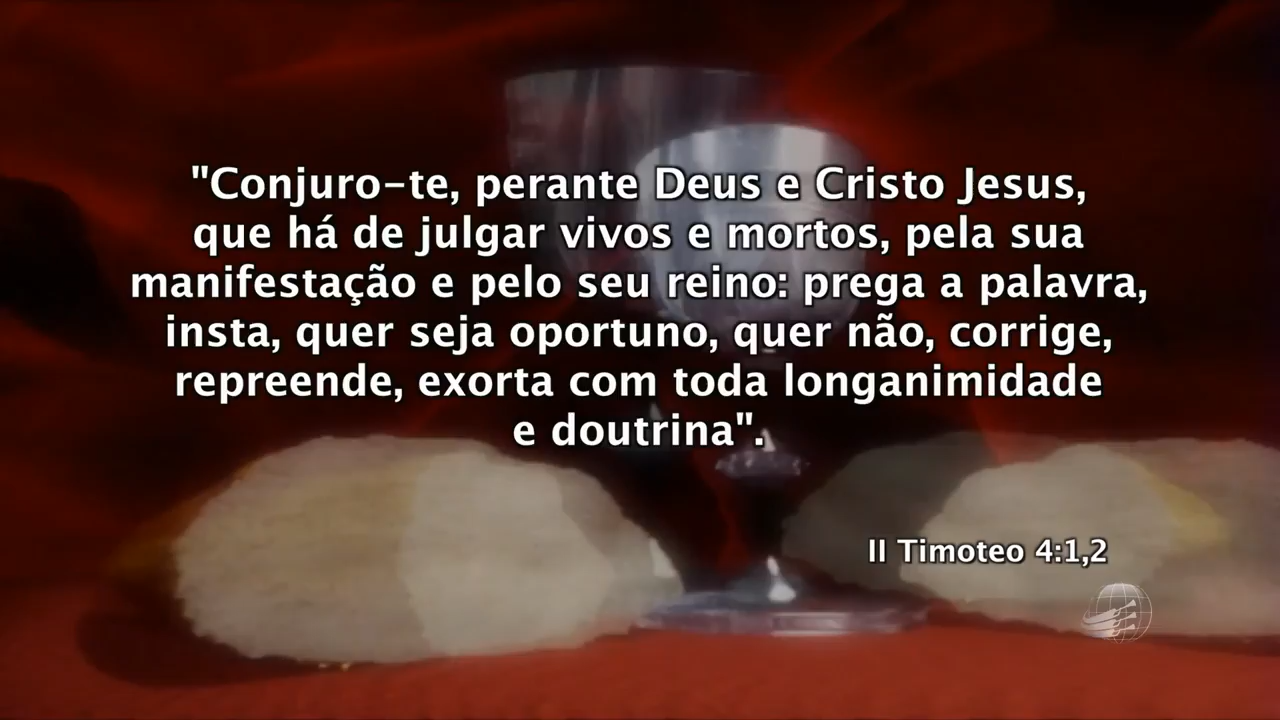 "Conjuro-te, perante Deus e Cristo Jesus,
que há de julgar vivos e mortos, pela sua
manifestação e pelo seu reino: prega a palavra,
insta, quer seja oportuno, quer não, corrige,
repreende, exorta com toda longanimidade
e doutrina".
II Timoteo 4:1,2